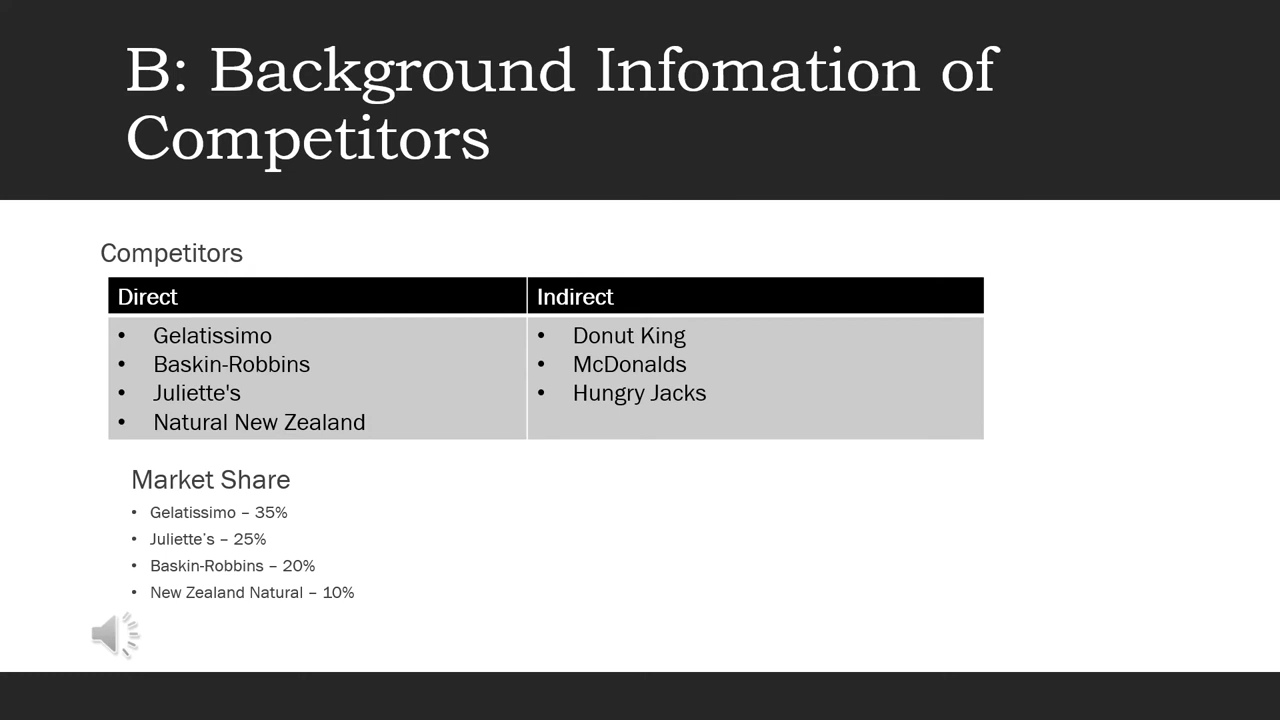 B: Background Infomation of
Competitors
Competitors
Direct
Indirect
• Gelatissimo
• Baskin-Robbins
• Juliette's
• Natural New Zealand
• Donut King
• McDonalds
• Hungry Jacks
Market Share
• Gelatissimo – 35%
• Juliette’s – 25%
• Baskin-Robbins – 20%
• New Zealand Natural – 10%